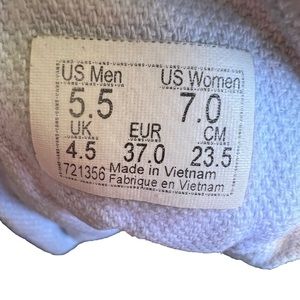 US Men US Women
5.5 7.0
UK EUR CM
4.5 37.0 23.5
721356 Made in Vietnam
Fabrique en Vietnam